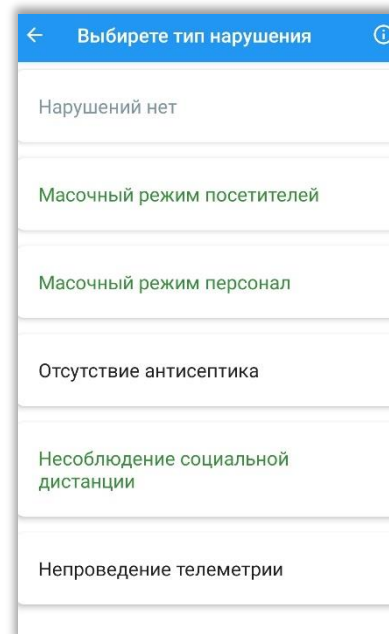 Выбирете тип нарушения
Нарушений нет
Масочный режим посетителей
Масочный режим персонал
Отсутствие антисептика
Несоблюдение социальной
дистанции
Непроведение телеметрии